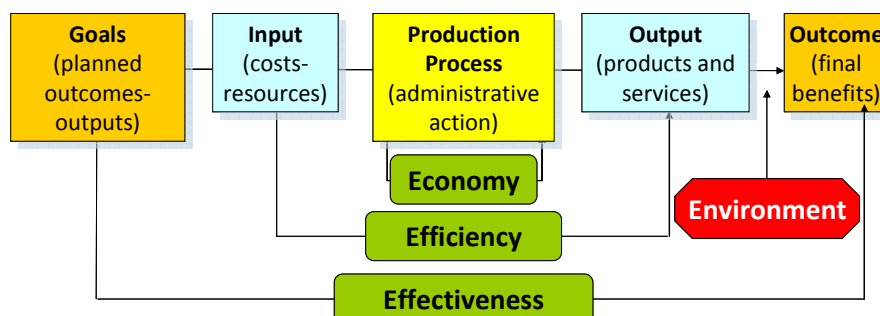 Goals
(planned
outcomes-
outputs)
Input
(costs-
resources)
Production
Process
(administrative
action)
Output
(products and
services)
Outcome
(final
benefits)
Economy
Efficiency
Environment
Effectiveness